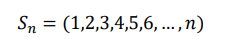 Sₙ = (1,2,3,4,5,6, … , n)